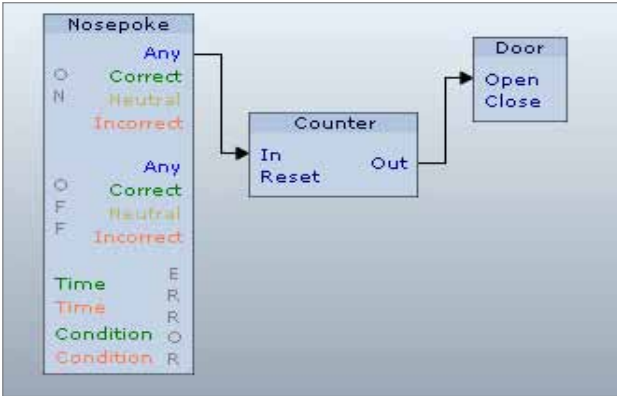 Nosepoke
Any
O Correct
N Neutral
Incorrect
Any
O Correct
F Neutral
F Incorrect
Time E
R
Time R
Condition O
Condition R
Counter
In
Out
Reset
Door
Open
Close